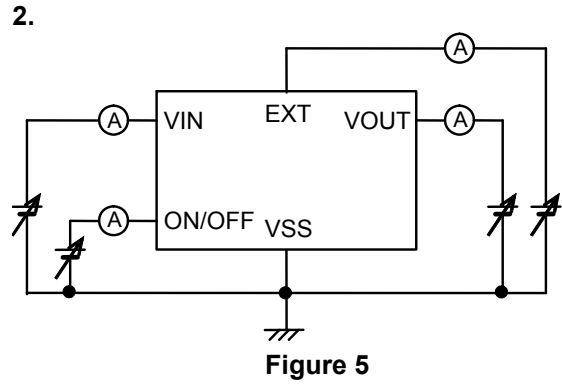 2.
A
EXT
A VIN VOUT A
A ON/OFF VSS
Figure 5